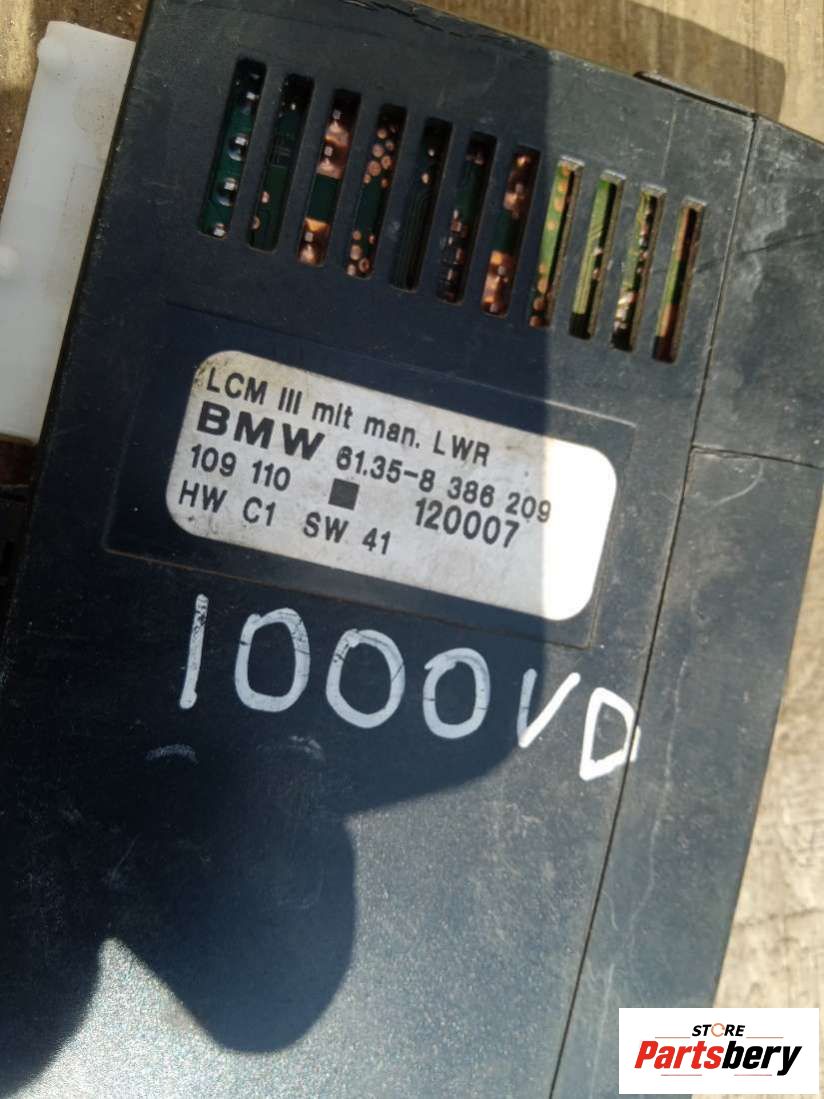 LCM III mit man. LWR
BMW 61.35-8 386 209
109 110 ■ 120007
HW C1 SW 41
1000VD
STORE
Partsbery